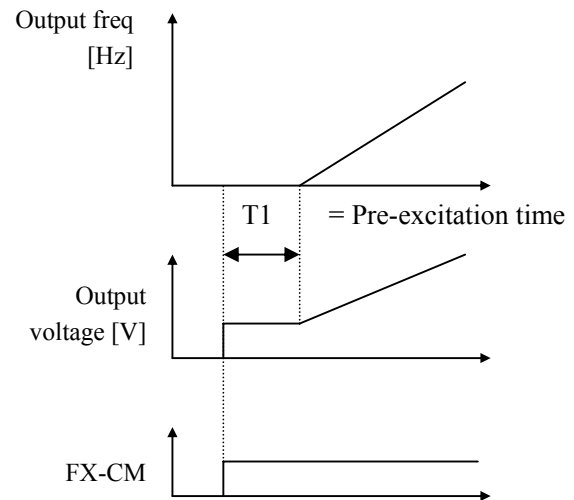 Output freq
[Hz]
T1 = Pre-excitation time
Output
voltage [V]
FX-CM